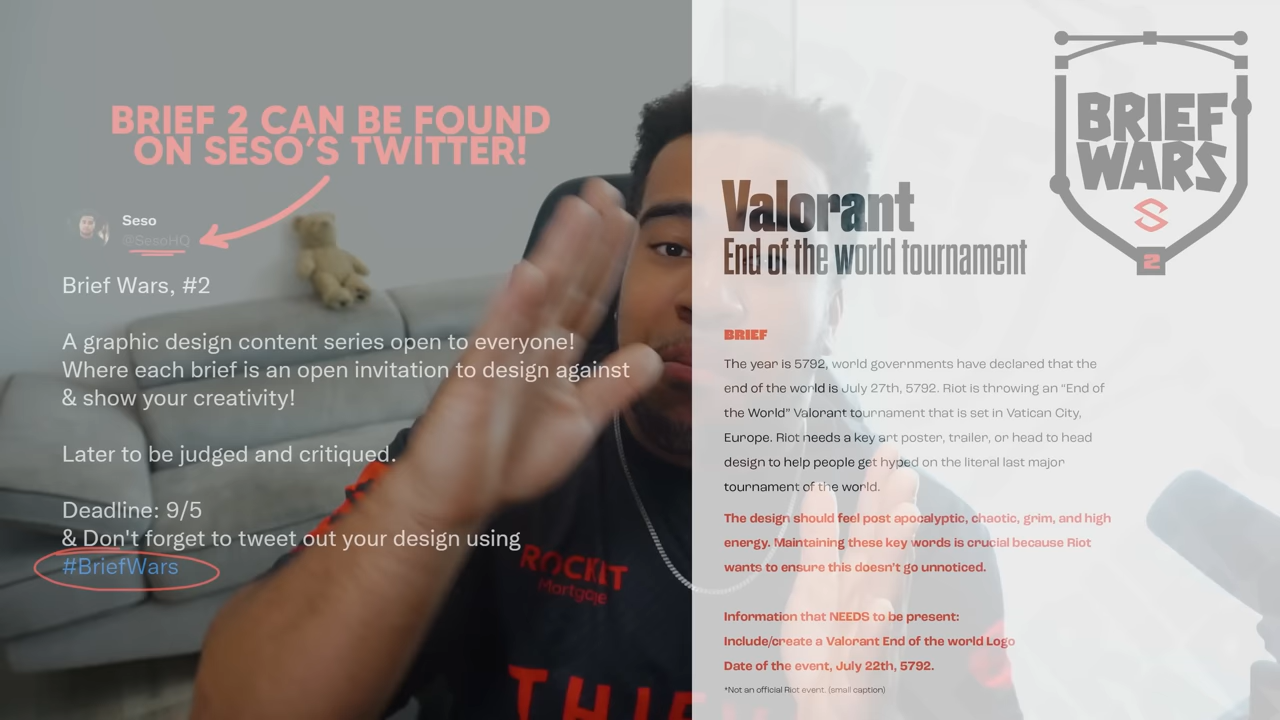 BRIEF 2 CAN BE FOUND
ON SESO'S TWITTER!
Seso
@SesoHQ
Brief Wars, #2
A graphic design content series open to everyone!
Where each brief is an open invitation to design against
& show your creativity!
Later to be judged and critiqued.
Deadline: 9/5
& Don't forget to tweet out your design using
#BriefWars
ROCKET
Mortgage
THIE
BRIEF
WARS
S
2
Valorant
End of the world tournament
BRIEF
The year is 5792, world governments have declared that the
end of the world is July 27th, 5792. Riot is throwing an "End of
the World" Valorant tournament that is set in Vatican City,
Europe. Riot needs a key art poster, trailer, or head to head
design to help people get hyped on the literal last major
tournament of the world.
The design should feel post apocalyptic, chaotic, grim, and high
energy. Maintaining these key words is crucial because Riot
wants to ensure this doesn't go unnoticed.
Information that NEEDS to be present:
Include/create a Valorant End of the world Logo
Date of the event, July 22th, 5792.
*Not an official Riot event. (small caption)